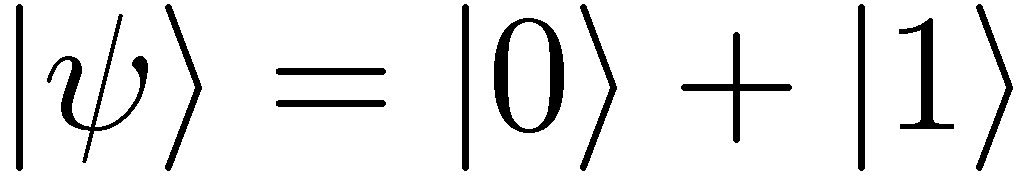 |ψ⟩ = |0⟩ + |1⟩